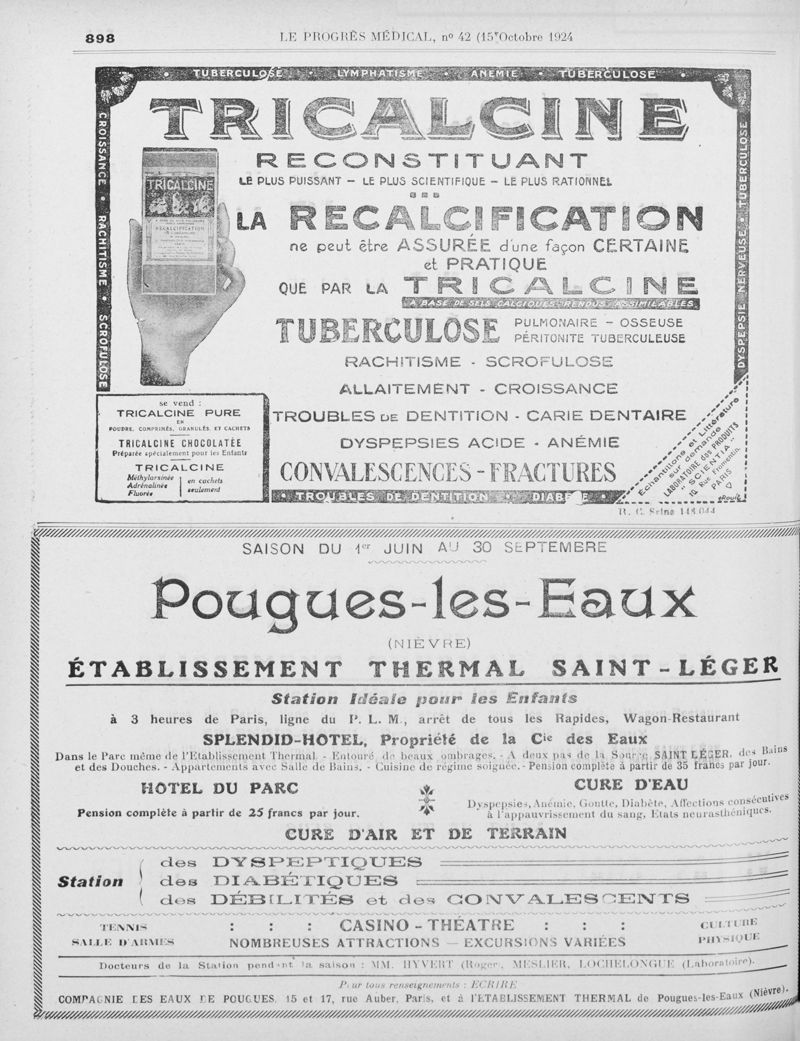 898
LE PROGRÈS MÉDICAL, nº 42 (15 Octobre 1924
TUBERCULOSE • LYMPHATISME • ANÉMIE • TUBERCULOSE
CROISSANCE • RACHITISME • SCROFULOSE
DYSPEPSIE NERVEUSE • TUBERCULOSE
TRICALCINE
RECONSTITUANT
LE PLUS PUISSANT – LE PLUS SCIENTIFIQUE – LE PLUS RATIONNEL
TRICALCINE
RECALCIFICATION
LA RECALCIFICATION
ne peut être ASSURÉE d'une façon CERTAINE
et PRATIQUE
QUE PAR LA TRICALCINE
A BASE DE SELS CALCIQUES RENDUS ASSIMILABLES
TUBERCULOSE PULMONAIRE – OSSEUSE
PÉRITONITE TUBERCULEUSE
RACHITISME - SCROFULOSE
ALLAITEMENT - CROISSANCE
TROUBLES DE DENTITION - CARIE DENTAIRE
DYSPEPSIES ACIDE - ANÉMIE
CONVALESCENCES - FRACTURES
TROUBLES DE DENTITION DIABÈTE
se vend :
TRICALCINE PURE
EN
POUDRE, COMPRIMÉS, GRANULÉS, ET CACHETS
TRICALCINE CHOCOLATÉE
Préparée spécialement pour les Enfants
TRICALCINE
Méthylarsinée
Adrénalinée
Fluorée
en cachets
seulement
Echantillons et Littérature
sur demande
LABORATOIRE des PRODUITS
"SCIENTIA"
10, Rue Fromentin
PARIS
R. C. Seine 148.044
SAISON DU 1er JUIN AU 30 SEPTEMBRE
Pougues-les-Eaux
(NIÈVRE)
ÉTABLISSEMENT THERMAL SAINT-LÉGER
Station Idéale pour les Enfants
à 3 heures de Paris, ligne du P. L. M., arrêt de tous les Rapides, Wagon-Restaurant
SPLENDID-HOTEL, Propriété de la Cie des Eaux
Dans le Parc même de l'Etablissement Thermal. - Entouré de beaux ombrages. - A deux pas de la Source SAINT LÉGER, des Bains
et des Douches. - Appartements avec Salle de Bains. - Cuisine de régime soignée. - Pension complète à partir de 35 francs par jour.
HOTEL DU PARC
Pension complète à partir de 25 francs par jour.
CURE D'EAU
Dyspepsies, Anémie, Goutte, Diabète, Affections consécutives
à l'appauvrissement du sang, Etats neurasthéniques.
CURE D'AIR ET DE TERRAIN
Station
des DYSPEPTIQUES
des DIABÉTIQUES
des DÉBILITÉS et des CONVALESCENTS
TENNIS : : : CASINO - THÉATRE : : : CULTURE
SALLE D'ARMES NOMBREUSES ATTRACTIONS — EXCURSIONS VARIÉES PHYSIQUE
Docteurs de la Station pendant la saison : MM. HYVERT (Roger), MESLIER, LOCHELONGUE (Laboratoire).
Pour tous renseignements : ECRIRE
COMPAGNIE DES EAUX DE POUGUES, 15 et 17, rue Auber, Paris, et à l'ETABLISSEMENT THERMAL de Pougues-les-Eaux (Nièvre).